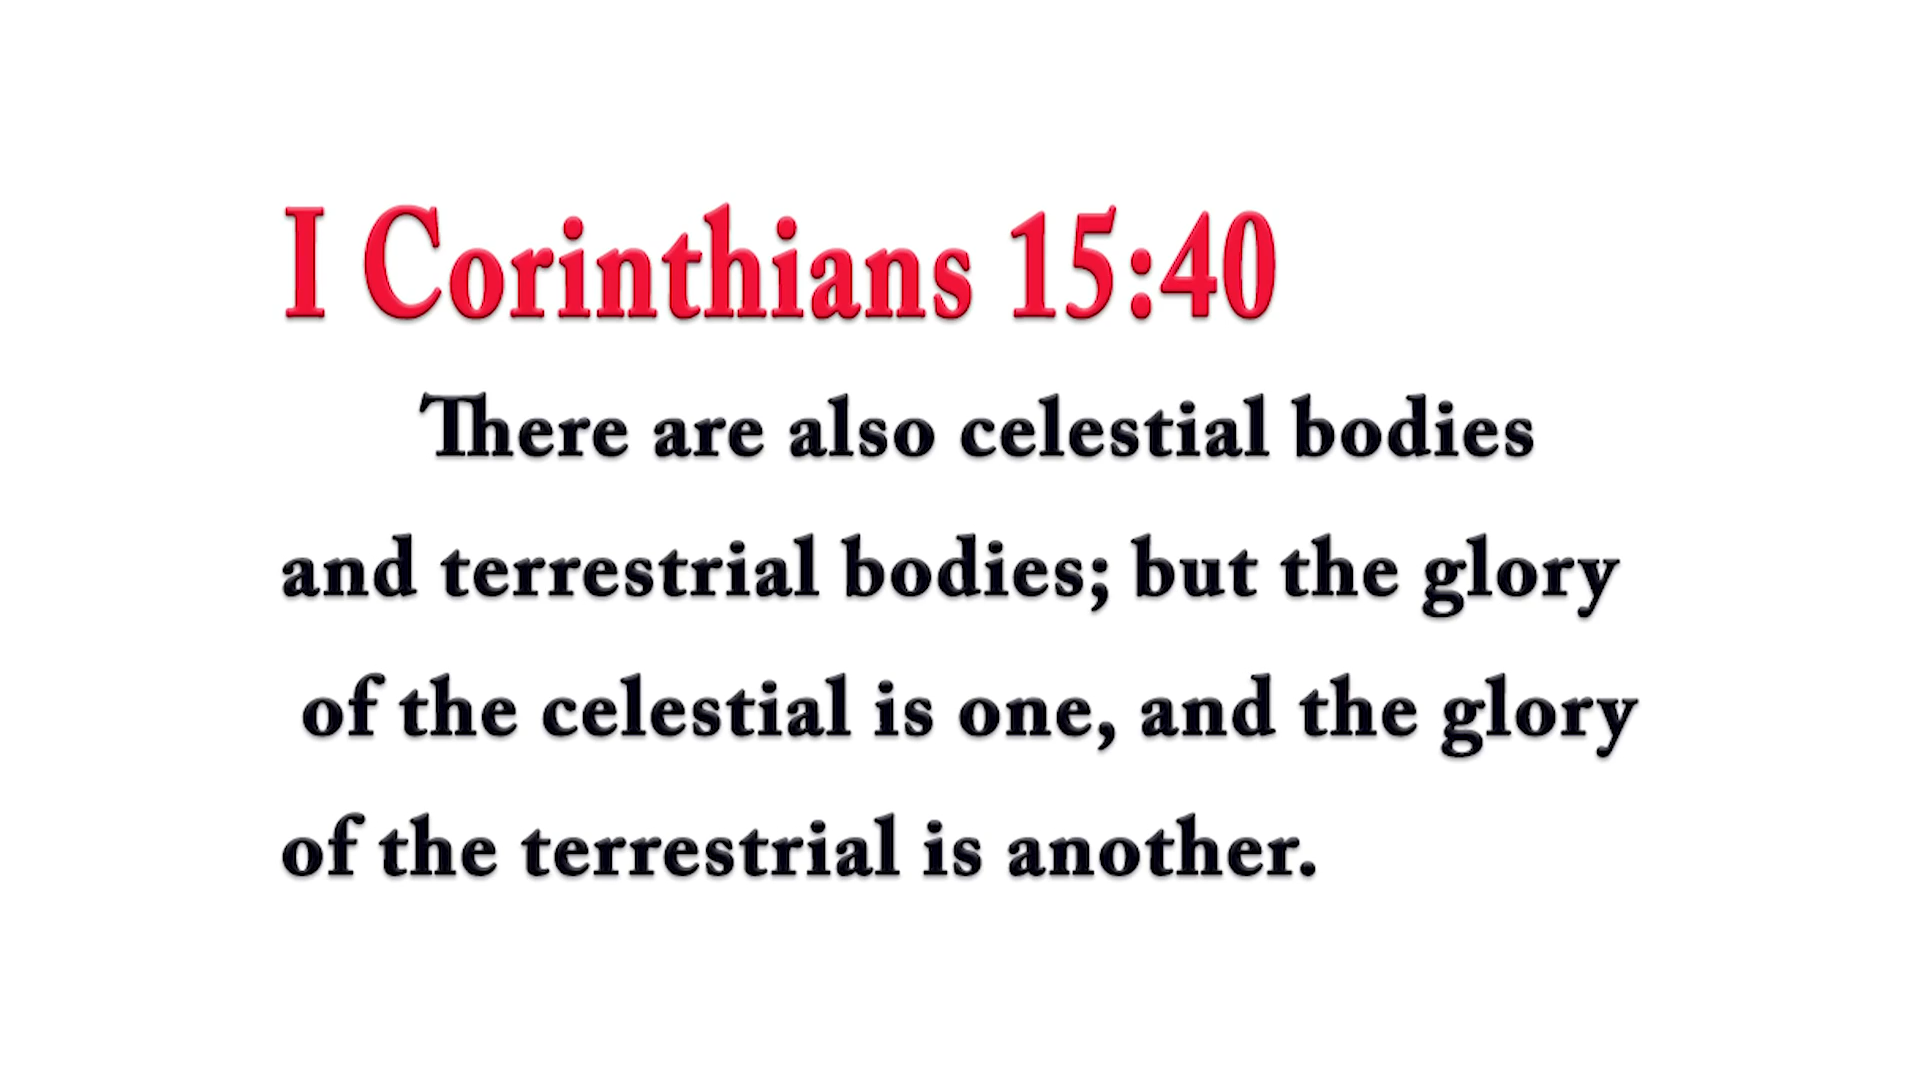 I Corinthians 15:40
There are also celestial bodies
and terrestrial bodies; but the glory
of the celestial is one, and the glory
of the terrestrial is another.